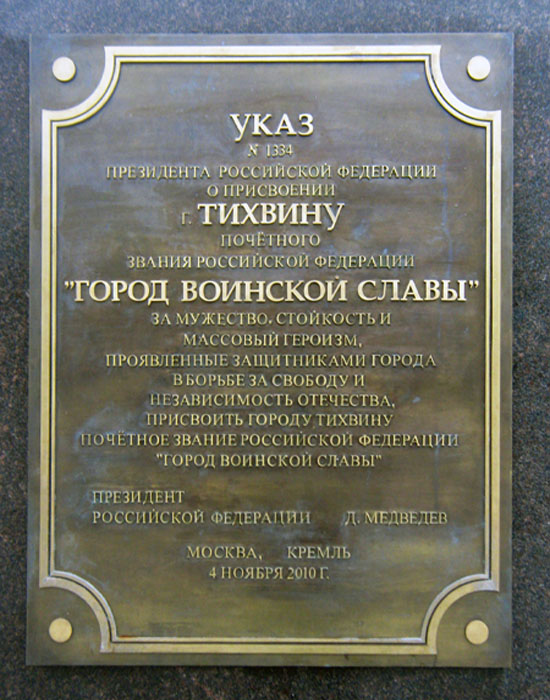 УКАЗ
№ 1334
ПРЕЗИДЕНТА РОССИЙСКОЙ ФЕДЕРАЦИИ
О ПРИСВОЕНИИ
Г. ТИХВИНУ
ПОЧЁТНОГО
ЗВАНИЯ РОССИЙСКОЙ ФЕДЕРАЦИИ
"ГОРОД ВОИНСКОЙ СЛАВЫ"
ЗА МУЖЕСТВО, СТОЙКОСТЬ И
МАССОВЫЙ ГЕРОИЗМ,
ПРОЯВЛЕННЫЕ ЗАЩИТНИКАМИ ГОРОДА
В БОРЬБЕ ЗА СВОБОДУ И
НЕЗАВИСИМОСТЬ ОТЕЧЕСТВА,
ПРИСВОИТЬ ГОРОДУ ТИХВИНУ
ПОЧЁТНОЕ ЗВАНИЕ РОССИЙСКОЙ ФЕДЕРАЦИИ
"ГОРОД ВОИНСКОЙ СЛАВЫ"
ПРЕЗИДЕНТ
РОССИЙСКОЙ ФЕДЕРАЦИИ Д. МЕДВЕДЕВ
МОСКВА, КРЕМЛЬ
4 НОЯБРЯ 2010 Г.